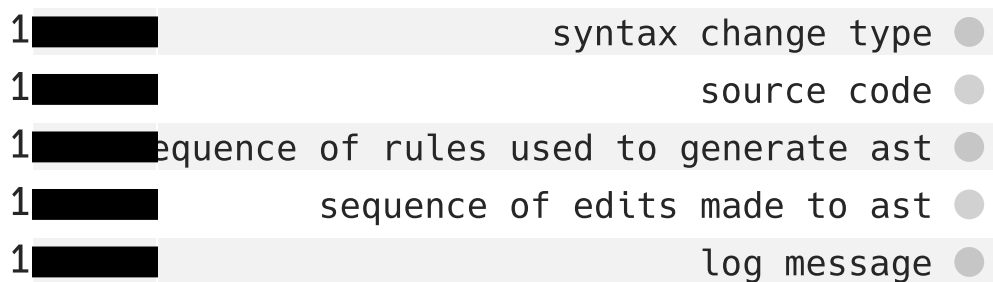 1 syntax change type
1 source code
1 equence of rules used to generate ast
1 sequence of edits made to ast
1 log message